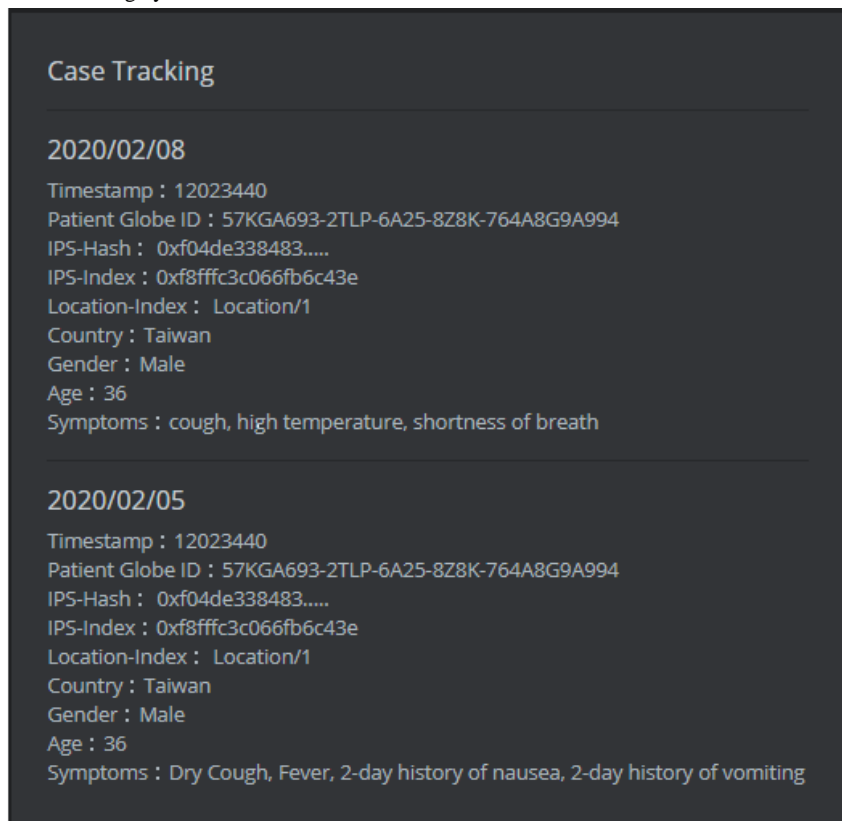 Case Tracking
2020/02/08
Timestamp：12023440
Patient Globe ID：57KGA693-2TLP-6A25-8Z8K-764A8G9A994
IPS-Hash： 0xf04de338483.....
IPS-Index：0xf8fffc3c066fb6c43e
Location-Index： Location/1
Country：Taiwan
Gender：Male
Age：36
Symptoms：cough, high temperature, shortness of breath
2020/02/05
Timestamp：12023440
Patient Globe ID：57KGA693-2TLP-6A25-8Z8K-764A8G9A994
IPS-Hash： 0xf04de338483.....
IPS-Index：0xf8fffc3c066fb6c43e
Location-Index： Location/1
Country：Taiwan
Gender：Male
Age：36
Symptoms：Dry Cough, Fever, 2-day history of nausea, 2-day history of vomiting